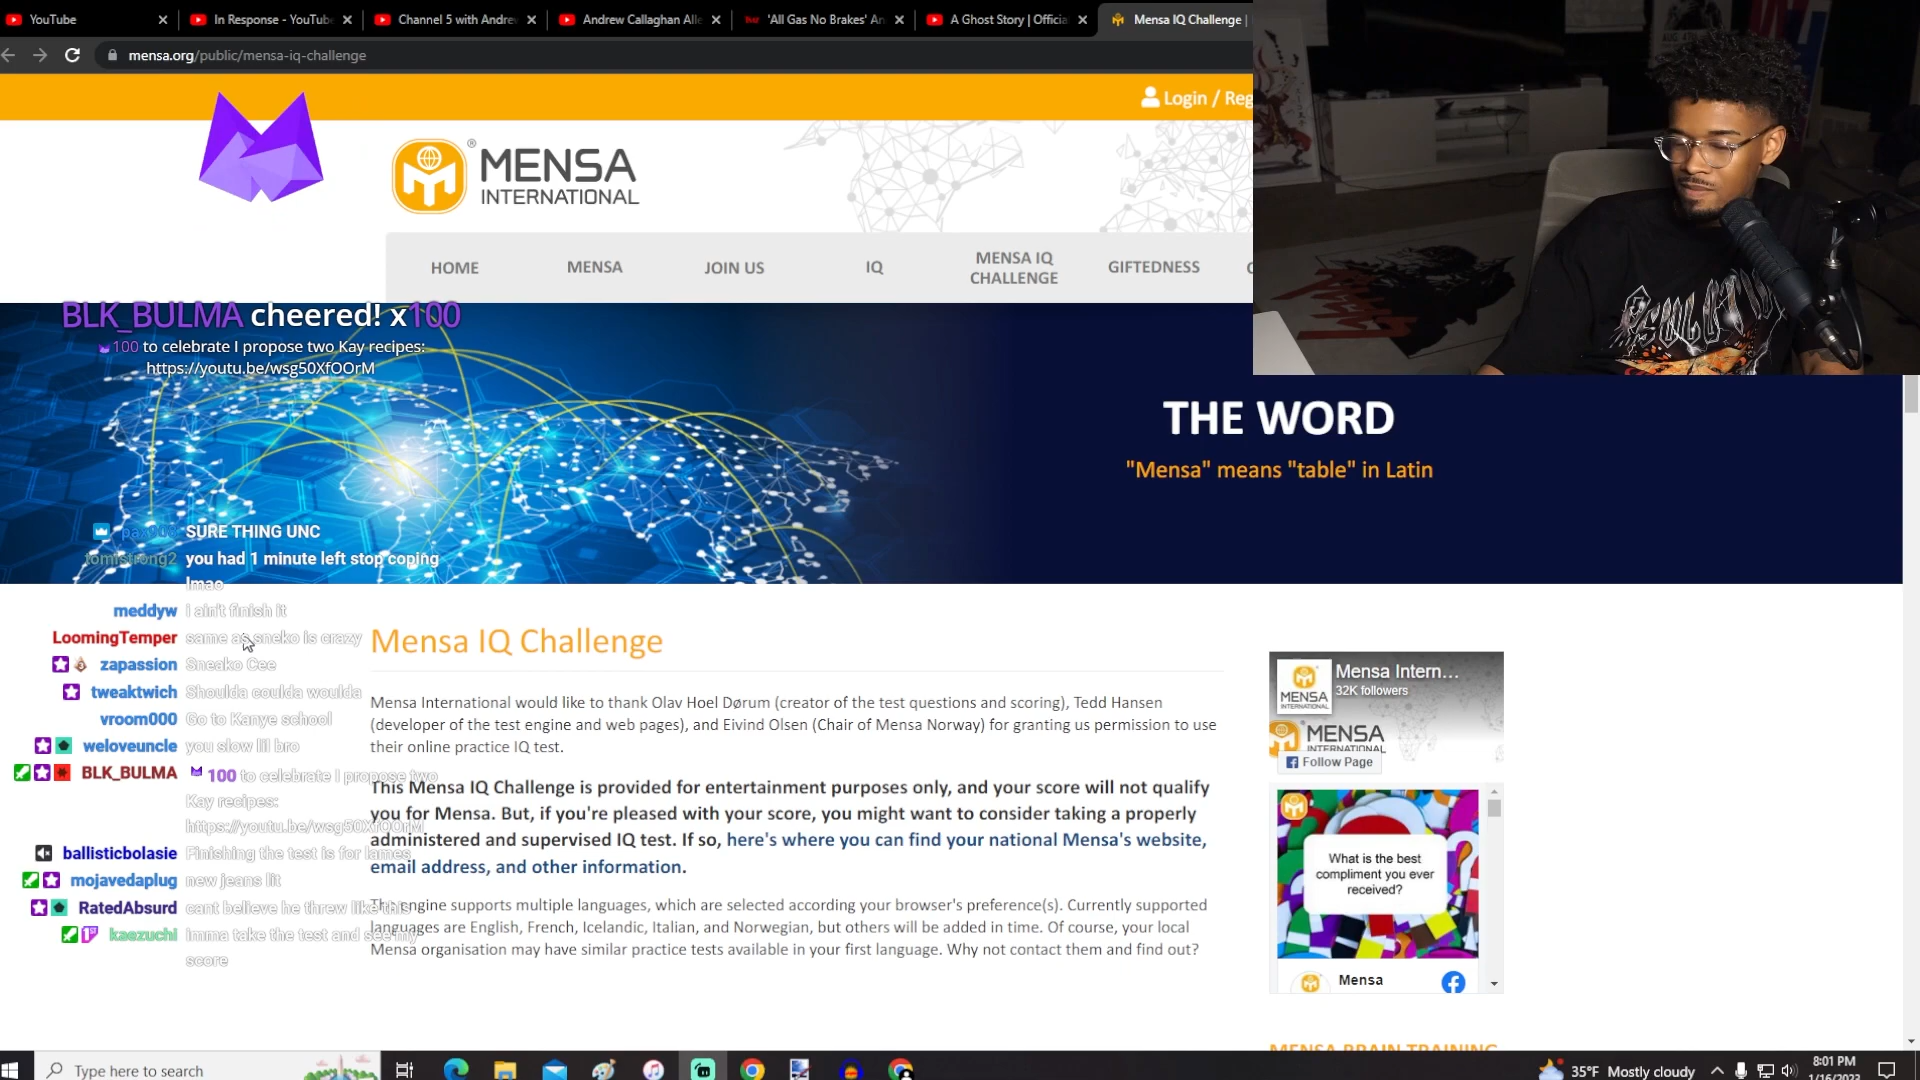 YouTube
In Response - YouTube
Channel 5 with Andrew
Andrew Callaghan Alle
'All Gas No Brakes' An
A Ghost Story | Officia
Mensa IQ Challenge |
mensa.org/public/mensa-iq-challenge
Login / Reg
MENSA
INTERNATIONAL
HOME
MENSA
JOIN US
IQ
MENSA IQ
CHALLENGE
GIFTEDNESS
BLK_BULMA cheered! x100
100 to celebrate I propose two Kay recipes:
https://youtu.be/wsg50XfOOrM
THE WORD
"Mensa" means "table" in Latin
SURE THING UNC
tomistrong2 you had 1 minute left stop coping
lmao
meddyw I ain't finish it
LoomingTemper same as sneko is crazy
zapassion Sneako Cee
tweaktwich Shoulda coulda woulda
vroom000 Go to Kanye school
weloveuncle you slow lil bro
BLK_BULMA 100 to celebrate I propose two
Kay recipes:
https://youtu.be/wsg50XfOOrM
ballisticbolasie Finishing the test is for lames
mojavedaplug new jeans lit
RatedAbsurd cant believe he threw like this
kaezuchi Imma take the test and see my
score
Mensa IQ Challenge
Mensa International would like to thank Olav Hoel Dørum (creator of the test questions and scoring), Tedd Hansen
(developer of the test engine and web pages), and Eivind Olsen (Chair of Mensa Norway) for granting us permission to use
their online practice IQ test.
This Mensa IQ Challenge is provided for entertainment purposes only, and your score will not qualify
you for Mensa. But, if you're pleased with your score, you might want to consider taking a properly
administered and supervised IQ test. If so, here's where you can find your national Mensa's website,
email address, and other information.
The engine supports multiple languages, which are selected according your browser's preference(s). Currently supported
languages are English, French, Icelandic, Italian, and Norwegian, but others will be added in time. Of course, your local
Mensa organisation may have similar practice tests available in your first language. Why not contact them and find out?
Mensa Intern...
32K followers
MENSA
INTERNATIONAL
MENSA
INTERNATIONAL
Follow Page
What is the best
compliment you ever
received?
Mensa
MENSA BRAIN TRAINING
Type here to search
35°F Mostly cloudy
8:01 PM
1/16/2023